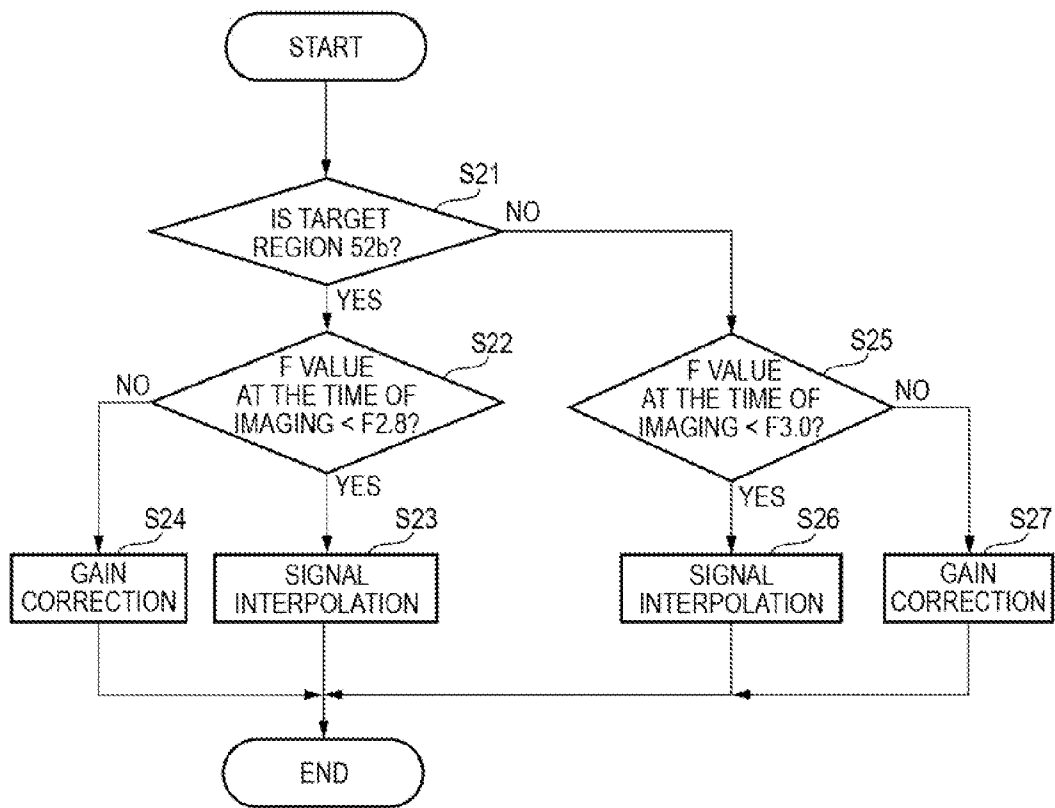 START
S21
IS TARGET
REGION 52b?
NO
YES
S22
F VALUE
AT THE TIME OF
IMAGING < F2.8?
NO
YES
S25
F VALUE
AT THE TIME OF
IMAGING < F3.0?
NO
YES
S24
GAIN
CORRECTION
S23
SIGNAL
INTERPOLATION
S26
SIGNAL
INTERPOLATION
S27
GAIN
CORRECTION
END